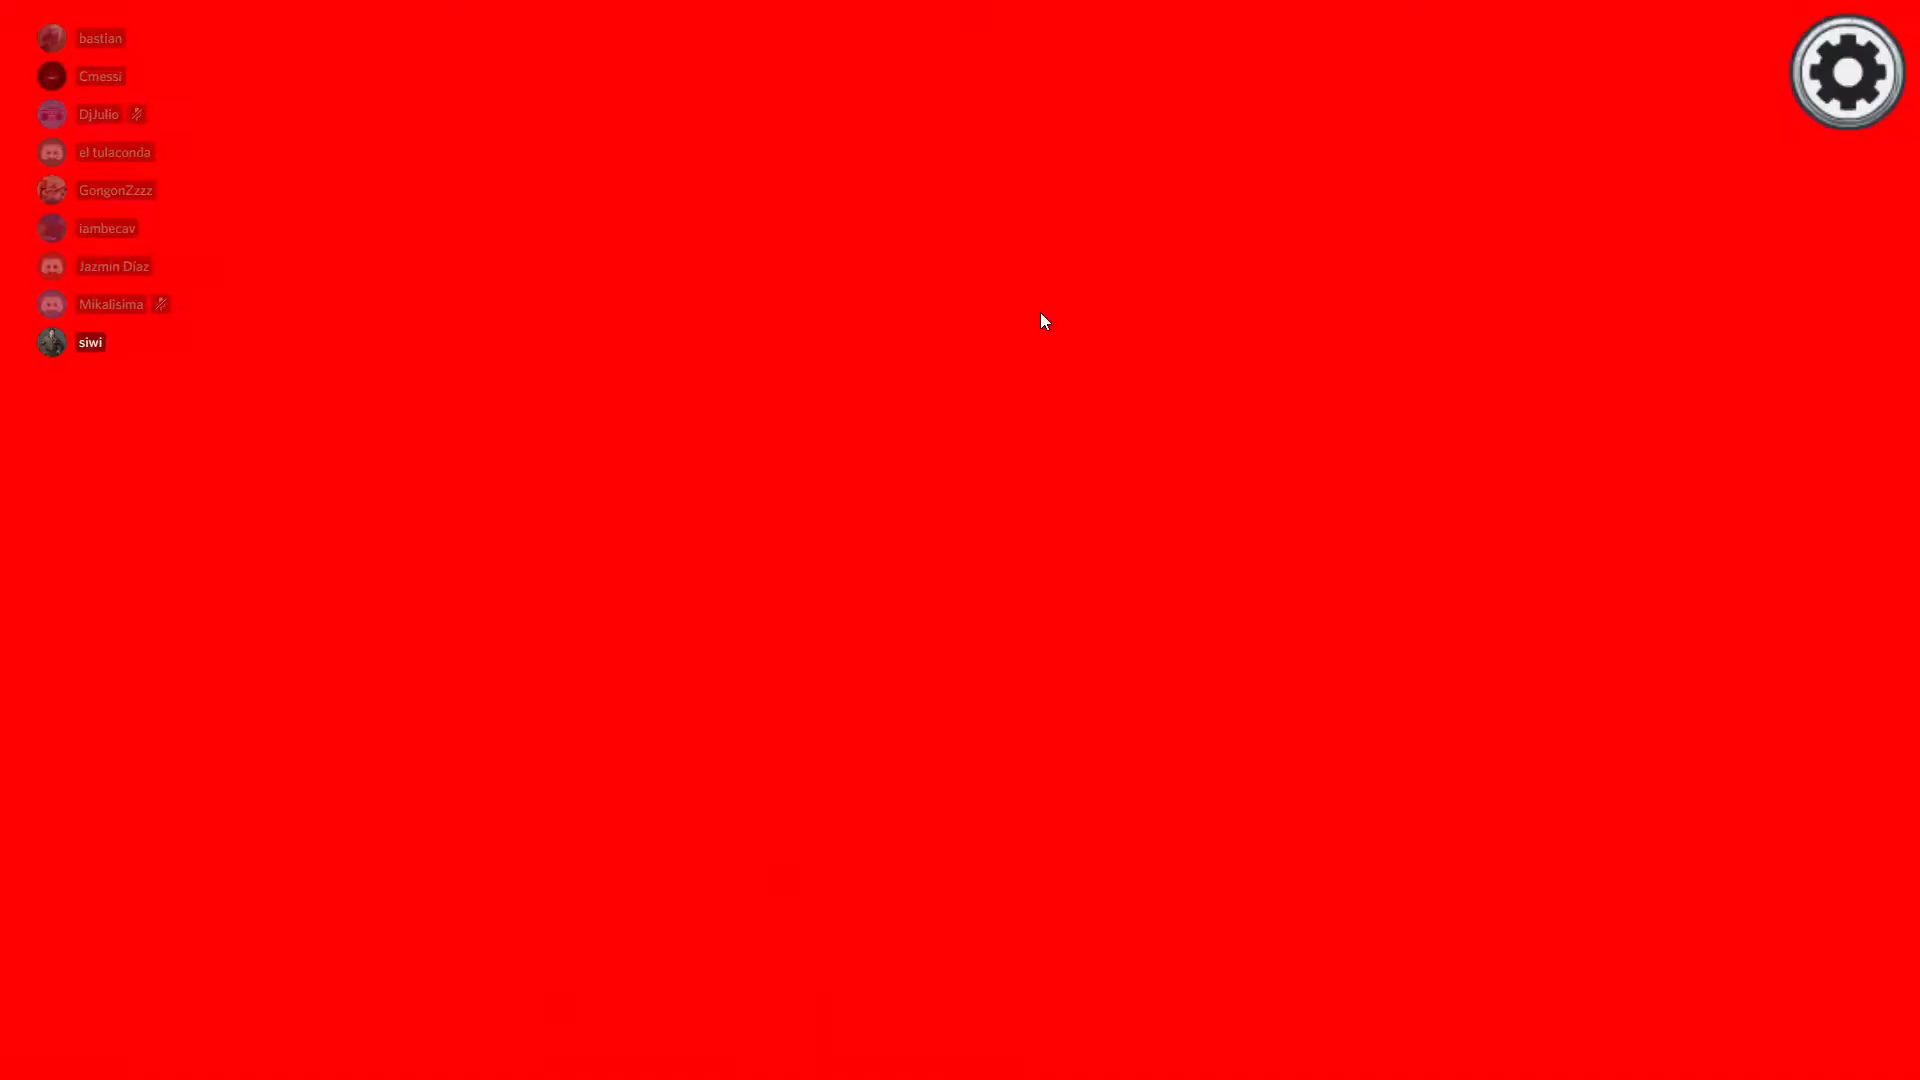 bastian
Cmessi
DjJulio
el tulaconda
GongonZzzz
iambecav
Jazmin Díaz
Mikalisima
siwi